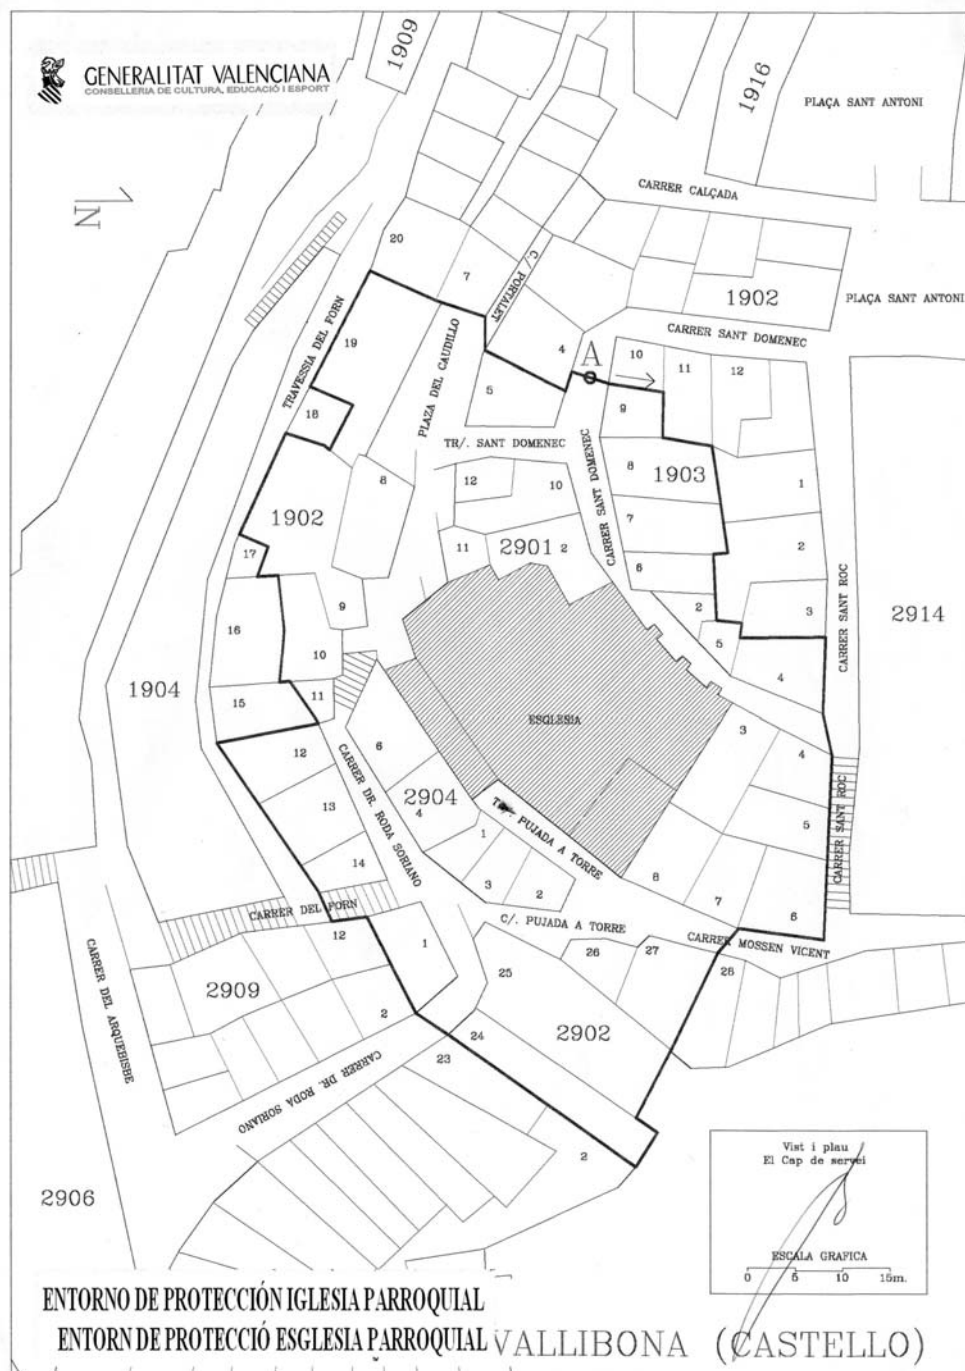 GENERALITAT VALENCIANA
CONSELLERIA DE CULTURA, EDUCACIÓ I ESPORT
1909
1916
PLAÇA SANT ANTONI
N
CARRER CALÇADA
20
7
C/. PORTALET
1902
PLAÇA SANT ANTONI
CARRER SANT DOMENEC
TRAVESSIA DEL FORN
19
PLAZA DEL CAUDILLO
4
A
10
11
12
5
9
18
TR/. SANT DOMENEC
CARRER SANT DOMENEC
8
12
10
8
1903
1
1902
7
11
2901
2
2
17
6
CARRER SANT ROC
9
2
3
2914
16
5
10
4
1904
15
11
ESGLESIA
3
12
6
4
CARRER DR. RODA SORIANO
2904
4
CARRER SANT ROC
13
PUJADA A TORRE
1
5
14
3
2
8
7
6
CARRER DEL FORN
C/. PUJADA A TORRE
CARRER MOSSEN VICENT
12
1
26
27
CARRER DEL ARQUEBISBE
25
28
2909
2
24
2902
23
CARRER DR. RODA SORIANO
2
2906
Vist i plau
El Cap de servei
ESCALA GRAFICA
0 5 10 15m.
ENTORNO DE PROTECCIÓN IGLESIA PARROQUIAL
ENTORN DE PROTECCIÓ ESGLESIA PARROQUIAL
VALLIBONA (CASTELLO)